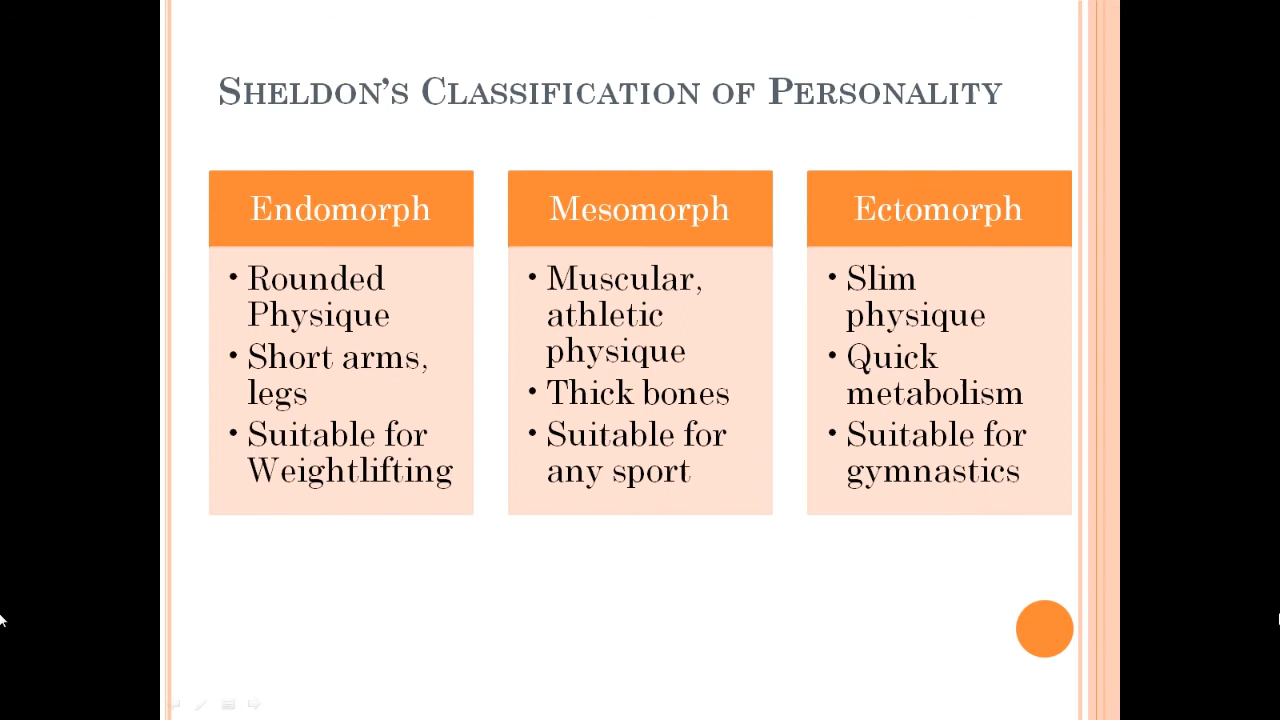 Sheldon's Classification of Personality
Endomorph
• Rounded
Physique
• Short arms,
legs
• Suitable for
Weightlifting
Mesomorph
• Muscular,
athletic
physique
• Thick bones
• Suitable for
any sport
Ectomorph
• Slim
physique
• Quick
metabolism
• Suitable for
gymnastics